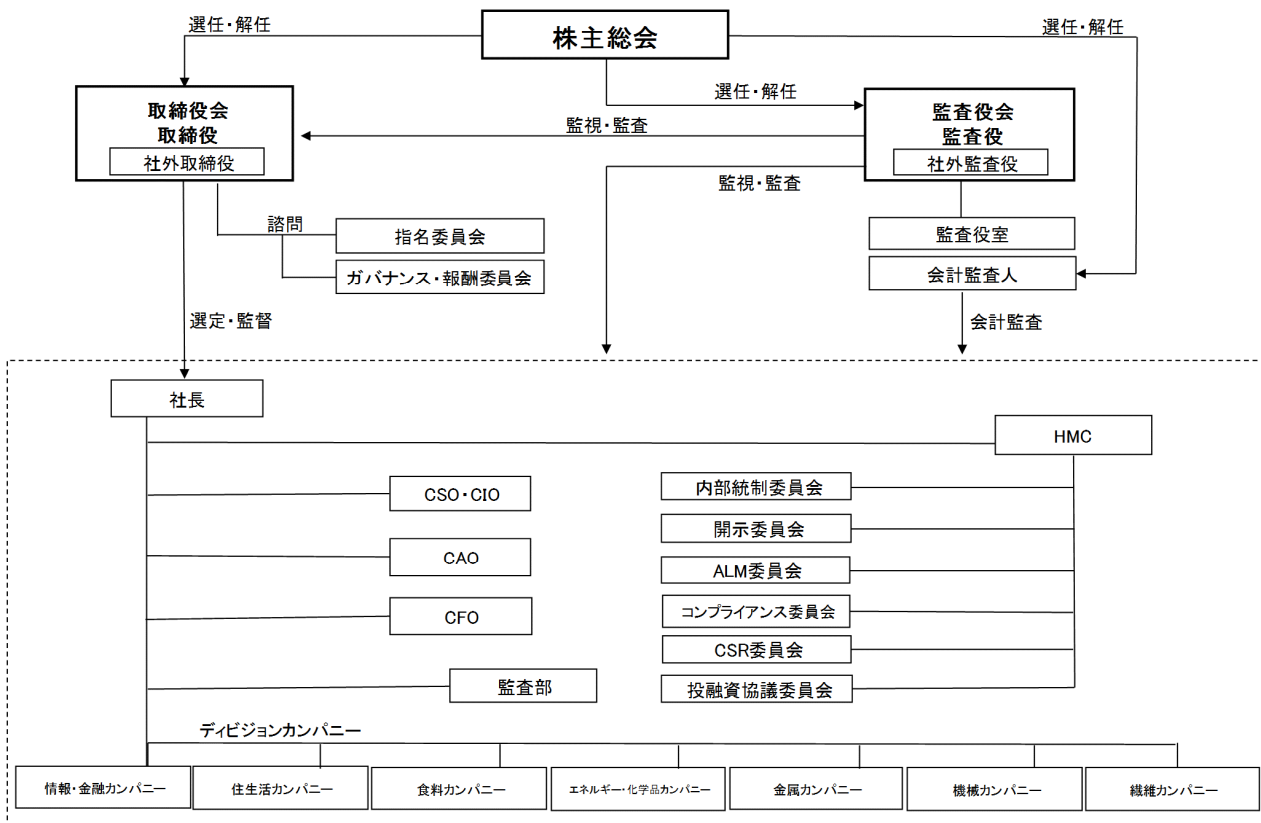 株主総会
選任・解任
選任・解任
選任・解任
取締役会
取締役
社外取締役
監視・監査
監査役会
監査役
社外監査役
監視・監査
諮問
指名委員会
ガバナンス・報酬委員会
監査役室
会計監査人
選定・監督
会計監査
社長
HMC
CSO・CIO
CAO
CFO
監査部
内部統制委員会
開示委員会
ALM委員会
コンプライアンス委員会
CSR委員会
投融資協議委員会
ディビジョンカンパニー
情報・金融カンパニー
住生活カンパニー
食料カンパニー
エネルギー・化学品カンパニー
金属カンパニー
機械カンパニー
繊維カンパニー